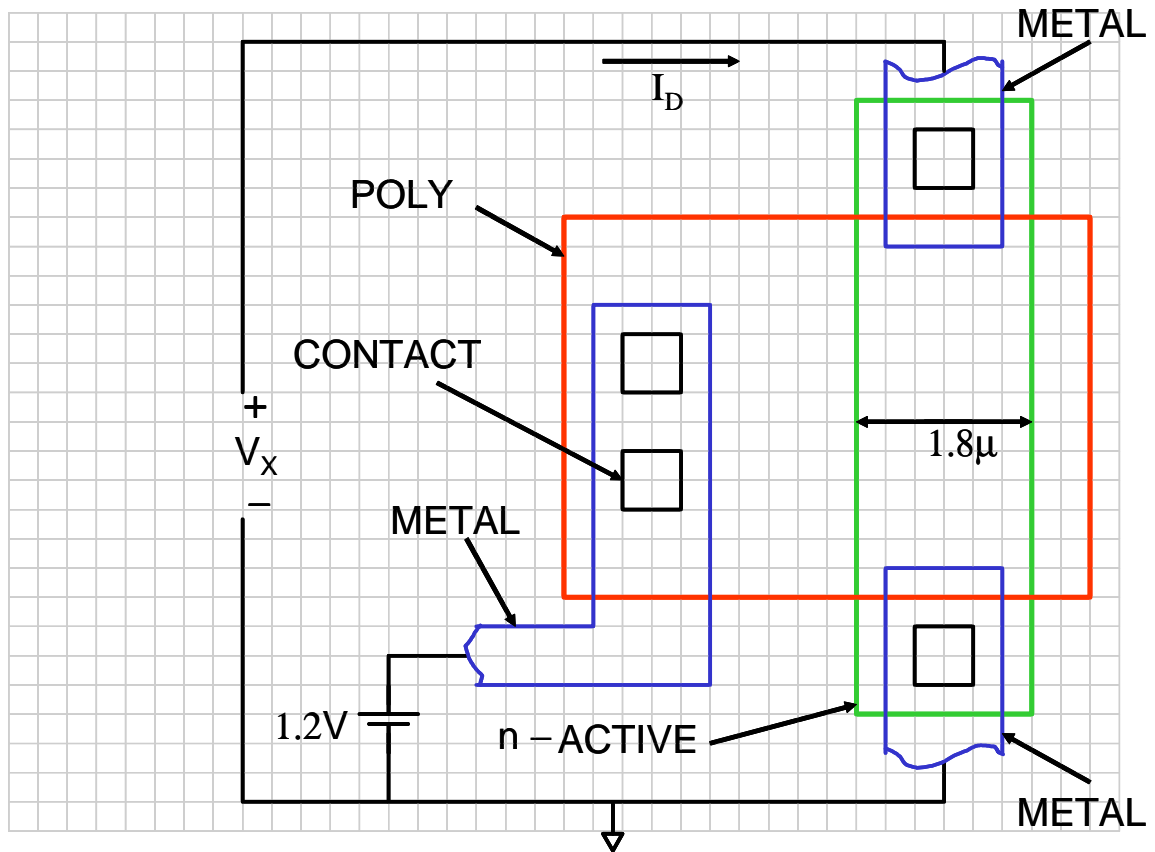 METAL
I_D
POLY
CONTACT
+
V_X
–
1.8μ
METAL
1.2V
n – ACTIVE
METAL